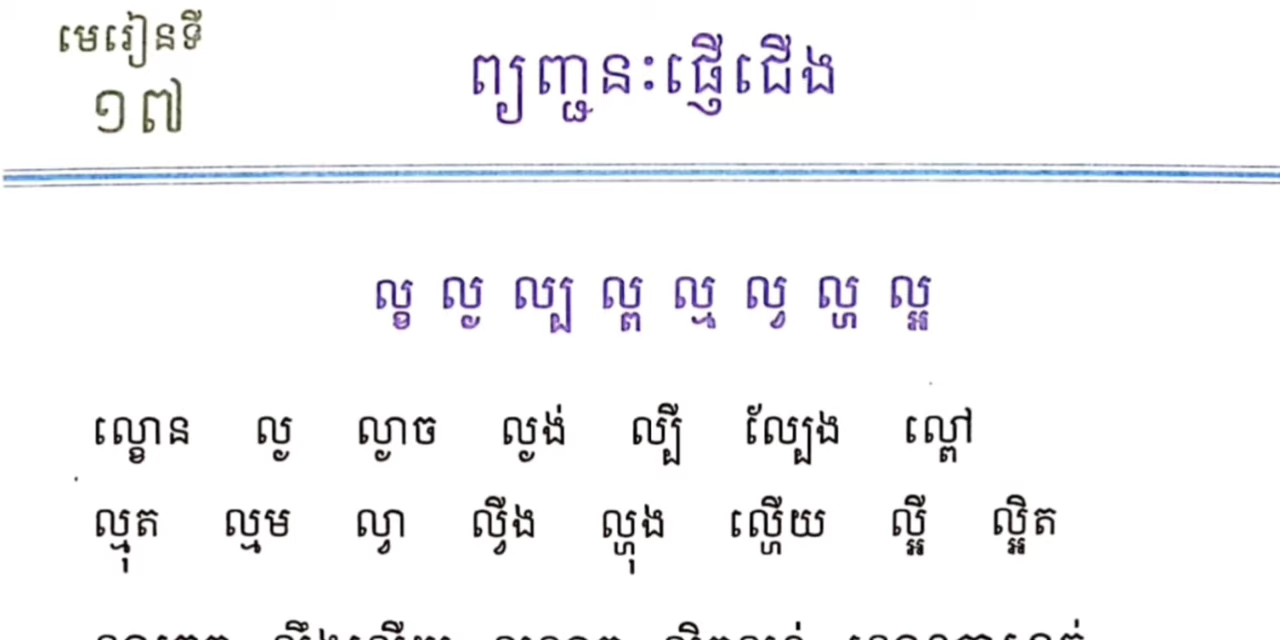 មេរៀនទី
១៧
ព្យញ្ជនះផ្ញើជើង
ល្ខ ល្ង ល្ប ល្ព ល្ម ល្វ ល្ហ ល្អ
ល្ខោន ល្ង ល្ងាច ល្ងង់ ល្បី ល្បែង ល្ពៅ
ល្មុត ល្មម ល្វា ល្វីង ល្ហុង ល្ហើយ ល្អី ល្អិត